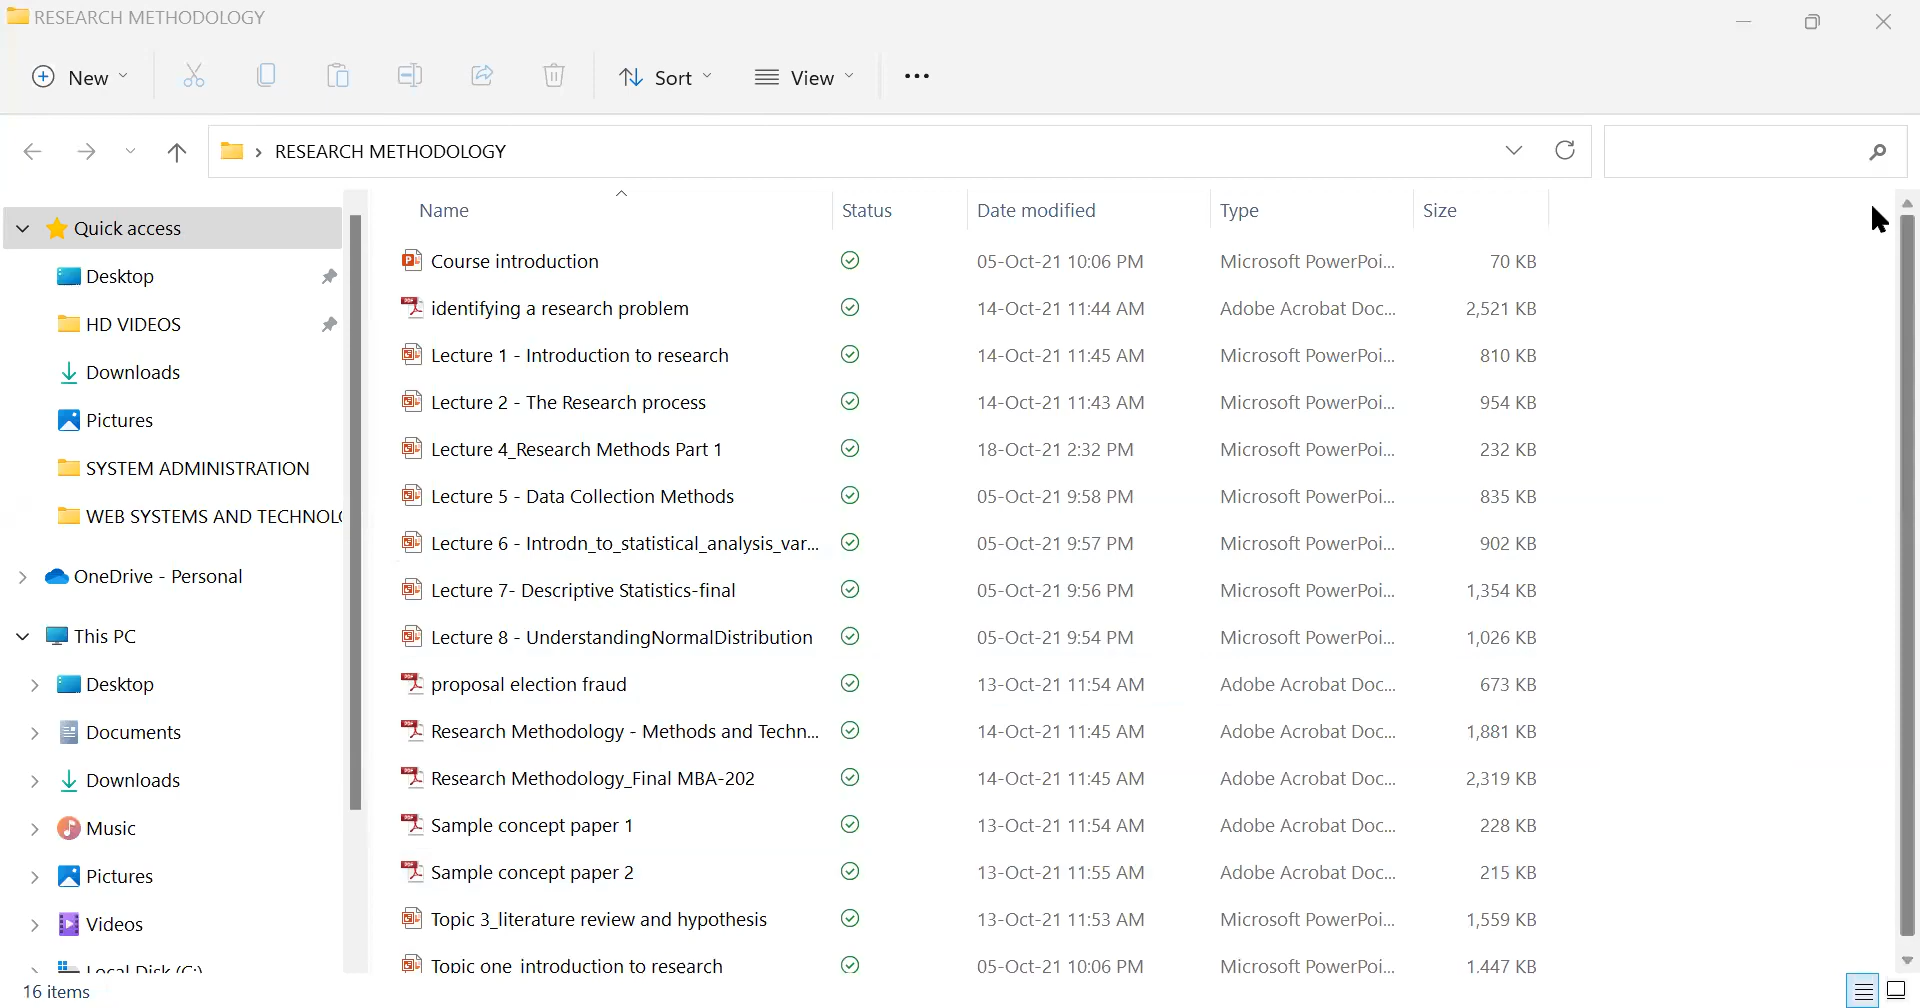 RESEARCH METHODOLOGY
New Sort View
RESEARCH METHODOLOGY
Name Status Date modified Type Size
Quick access
Desktop
HD VIDEOS
Downloads
Pictures
SYSTEM ADMINISTRATION
WEB SYSTEMS AND TECHNOL
OneDrive - Personal
This PC
Desktop
Documents
Downloads
Music
Pictures
Videos
Local Disk (C:)
Course introduction 05-Oct-21 10:06 PM Microsoft PowerPoi... 70 KB
identifying a research problem 14-Oct-21 11:44 AM Adobe Acrobat Doc... 2,521 KB
Lecture 1 - Introduction to research 14-Oct-21 11:45 AM Microsoft PowerPoi... 810 KB
Lecture 2 - The Research process 14-Oct-21 11:43 AM Microsoft PowerPoi... 954 KB
Lecture 4_Research Methods Part 1 18-Oct-21 2:32 PM Microsoft PowerPoi... 232 KB
Lecture 5 - Data Collection Methods 05-Oct-21 9:58 PM Microsoft PowerPoi... 835 KB
Lecture 6 - Introdn_to_statistical_analysis_var... 05-Oct-21 9:57 PM Microsoft PowerPoi... 902 KB
Lecture 7- Descriptive Statistics-final 05-Oct-21 9:56 PM Microsoft PowerPoi... 1,354 KB
Lecture 8 - UnderstandingNormalDistribution 05-Oct-21 9:54 PM Microsoft PowerPoi... 1,026 KB
proposal election fraud 13-Oct-21 11:54 AM Adobe Acrobat Doc... 673 KB
Research Methodology - Methods and Techn... 14-Oct-21 11:45 AM Adobe Acrobat Doc... 1,881 KB
Research Methodology_Final MBA-202 14-Oct-21 11:45 AM Adobe Acrobat Doc... 2,319 KB
Sample concept paper 1 13-Oct-21 11:54 AM Adobe Acrobat Doc... 228 KB
Sample concept paper 2 13-Oct-21 11:55 AM Adobe Acrobat Doc... 215 KB
Topic 3_literature review and hypothesis 13-Oct-21 11:53 AM Microsoft PowerPoi... 1,559 KB
Topic one introduction to research 05-Oct-21 10:06 PM Microsoft PowerPoi... 1,447 KB
16 items